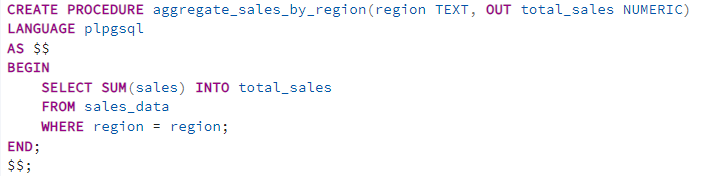 CREATE PROCEDURE aggregate_sales_by_region(region TEXT, OUT total_sales NUMERIC)
LANGUAGE plpgsql
AS $$
BEGIN
    SELECT SUM(sales) INTO total_sales
    FROM sales_data
    WHERE region = region;
END;
$$;